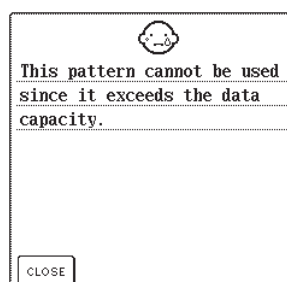 This pattern cannot be used
since it exceeds the data
capacity.
CLOSE